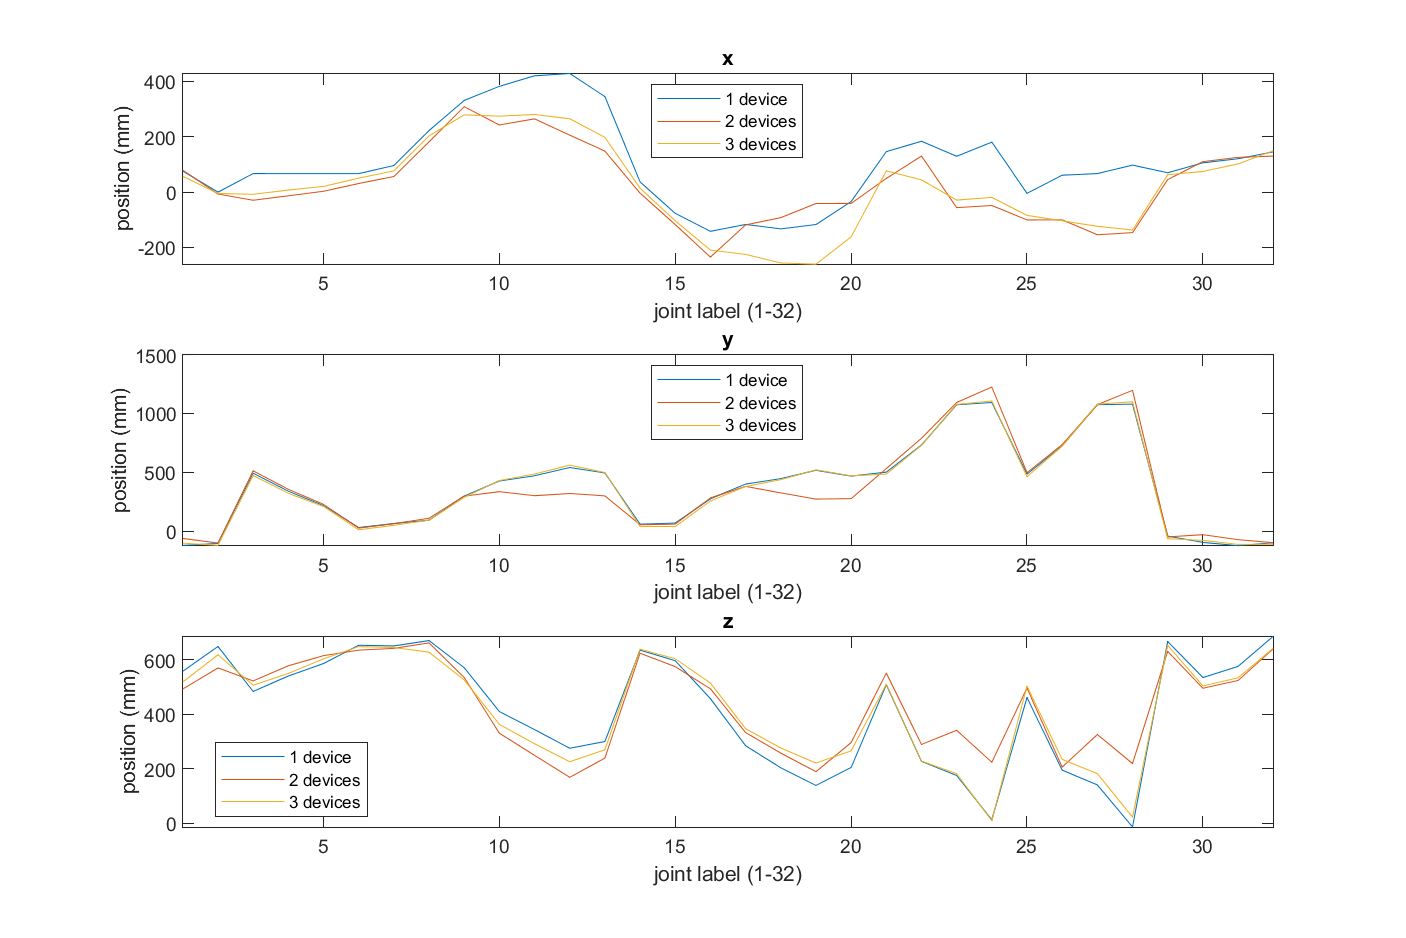 x
400
200
0
-200
position (mm)
1 device
2 devices
3 devices
5
10
15
20
25
30
joint label (1-32)
y
1500
1000
500
0
position (mm)
1 device
2 devices
3 devices
5
10
15
20
25
30
joint label (1-32)
z
600
400
200
0
position (mm)
1 device
2 devices
3 devices
5
10
15
20
25
30
joint label (1-32)